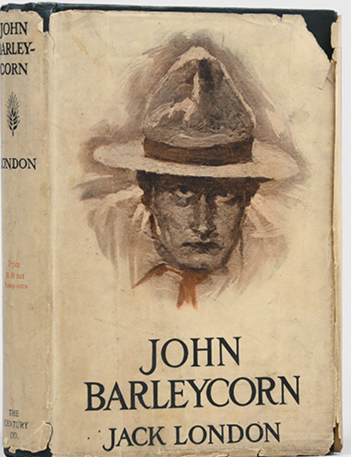 JOHN
BARLEY-
CORN
LONDON
THE
CENTURY
CO.
JOHN
BARLEYCORN
JACK LONDON